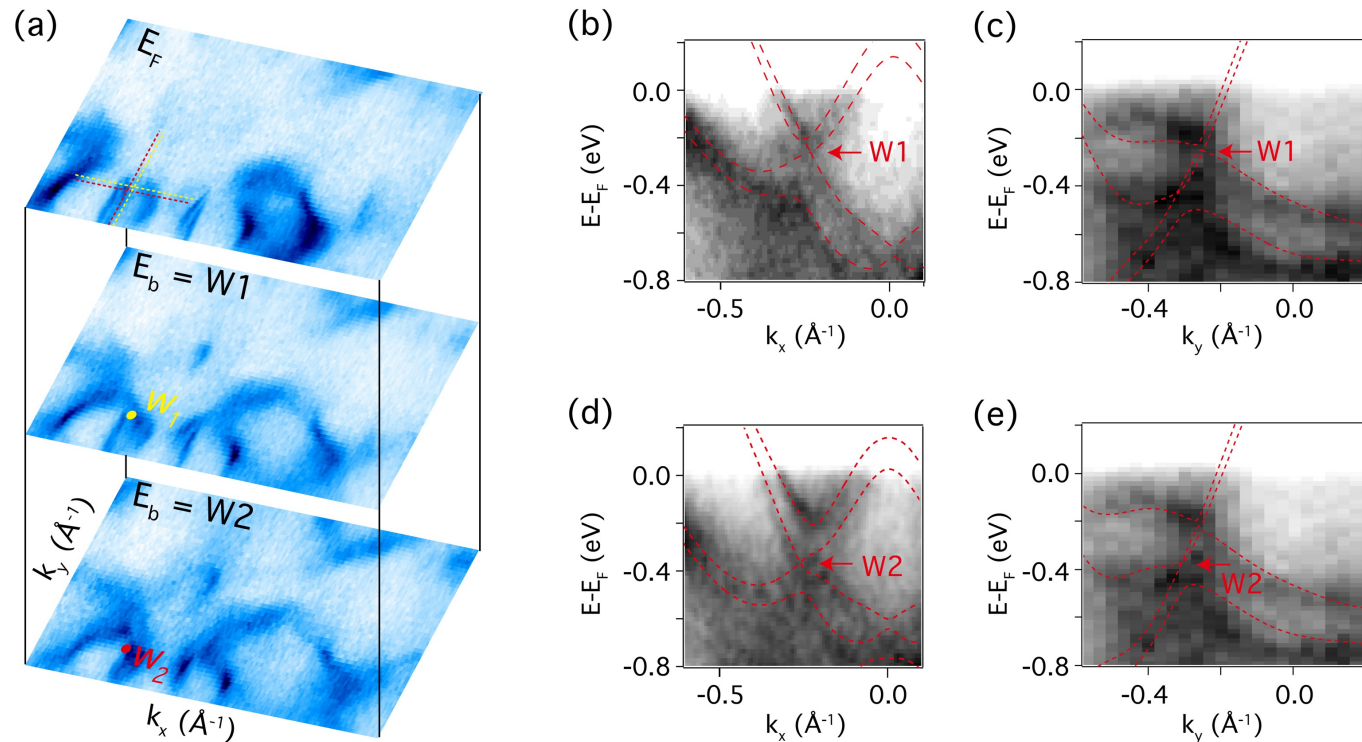 (a)
E_F
E_b = W1
W_1
E_b = W2
W_2
k_y (Å⁻¹)
k_x (Å⁻¹)
(b)
0.0
-0.4
-0.8
E-E_F (eV)
W1
-0.5
0.0
k_x (Å⁻¹)
(c)
0.0
-0.4
-0.8
E-E_F (eV)
W1
-0.4
0.0
k_y (Å⁻¹)
(d)
0.0
-0.4
-0.8
E-E_F (eV)
W2
-0.5
0.0
k_x (Å⁻¹)
(e)
0.0
-0.4
-0.8
E-E_F (eV)
W2
-0.4
0.0
k_y (Å⁻¹)